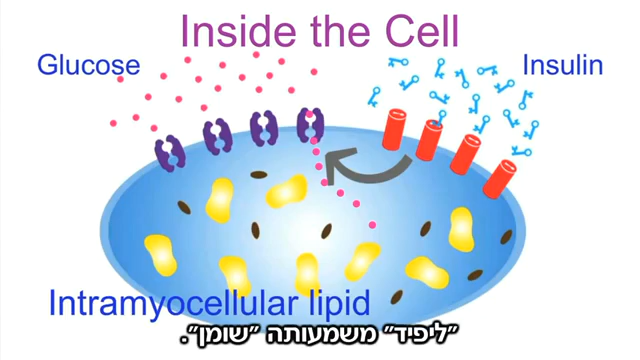 Inside the Cell
Glucose
Insulin
Intramyocellular lipid
"ליפיד" משמעותה "שומן".